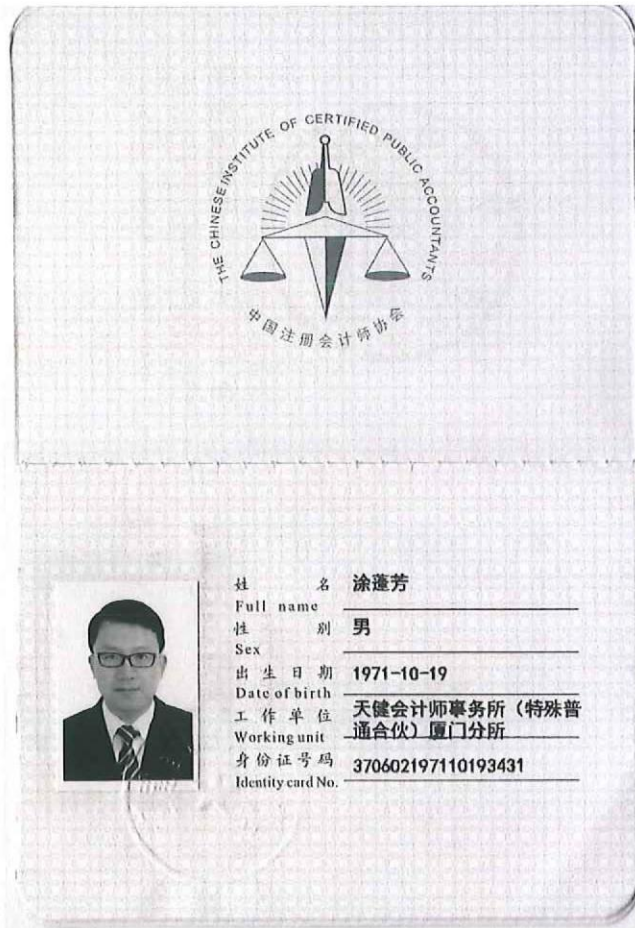 THE CHINESE INSTITUTE OF CERTIFIED PUBLIC ACCOUNTANTS
中国注册会计师协会
姓 名 涂蓬芳
Full name
性 别 男
Sex
出生日期 1971-10-19
Date of birth
工作单位 天健会计师事务所（特殊普
Working unit 通合伙）厦门分所
身份证号码 370602197110193431
Identity card No.